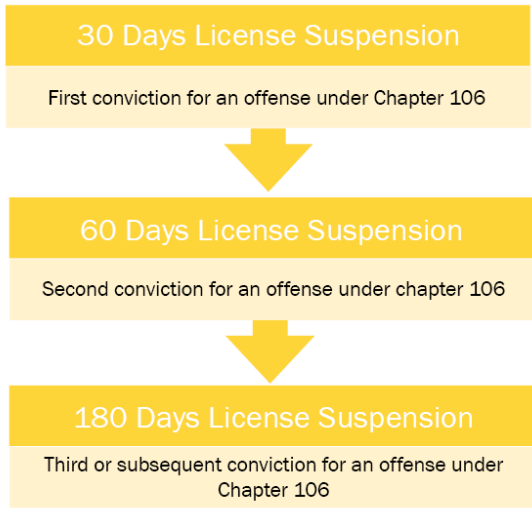 30 Days License Suspension
First conviction for an offense under Chapter 106
60 Days License Suspension
Second conviction for an offense under chapter 106
180 Days License Suspension
Third or subsequent conviction for an offense under
Chapter 106